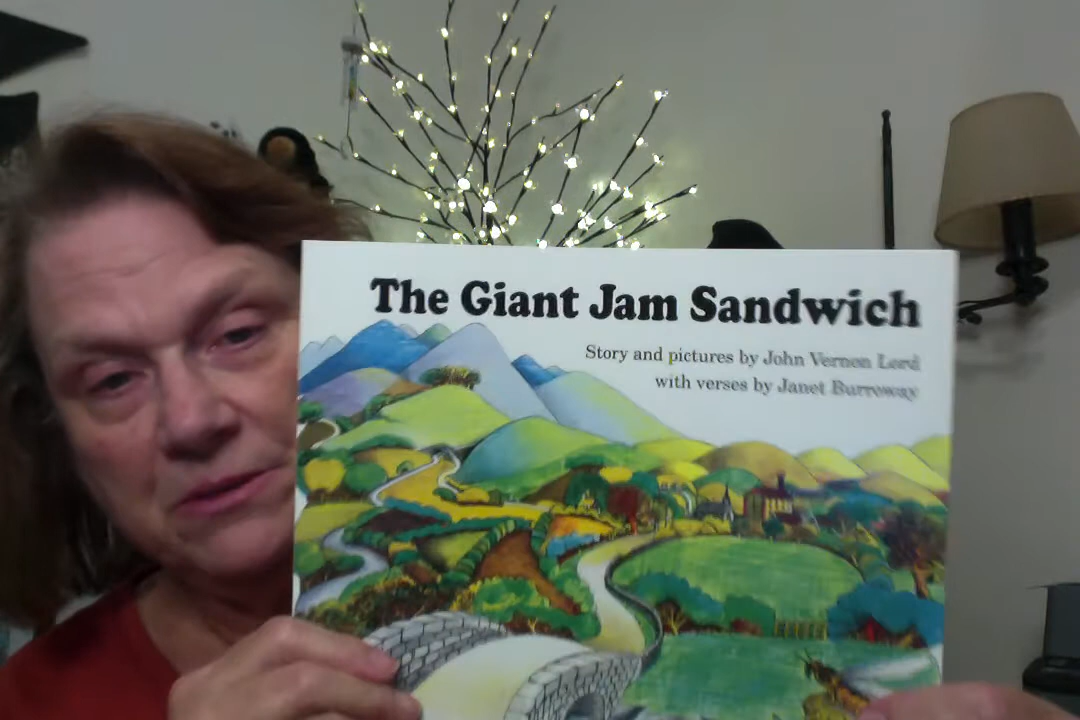 The Giant Jam Sandwich
Story and pictures by John Vernon Lord
with verses by Janet Burroway